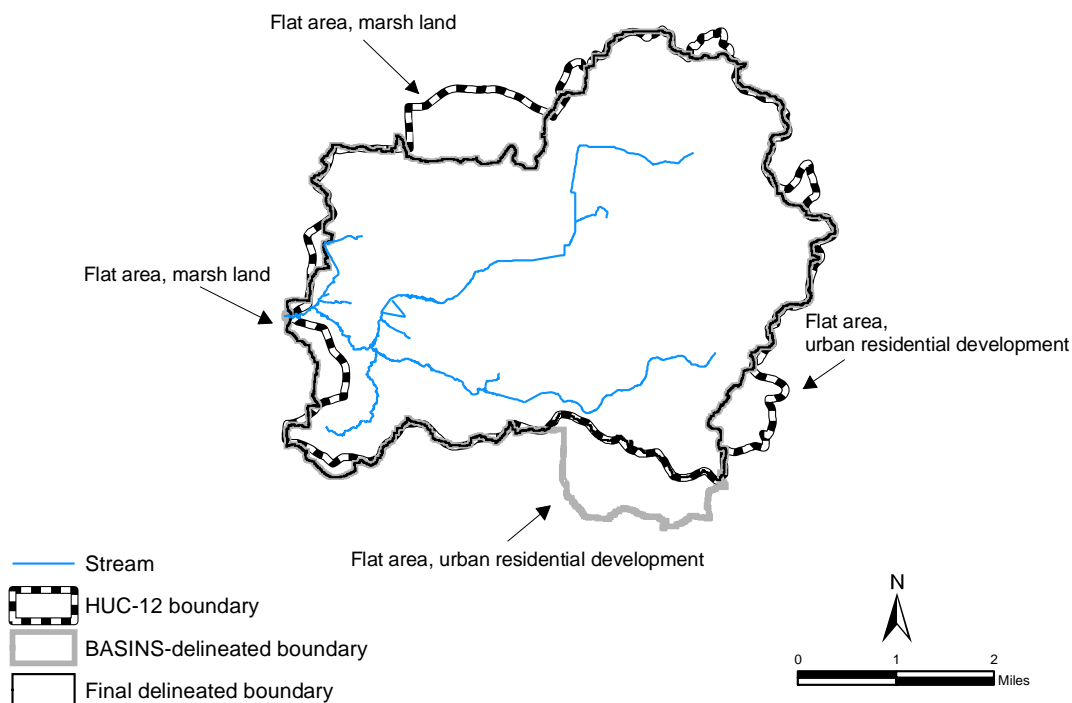 Flat area, marsh land
Flat area, marsh land
Flat area,
urban residential development
Flat area, urban residential development
Stream
HUC-12 boundary
BASINS-delineated boundary
Final delineated boundary
N
0 1 2
Miles